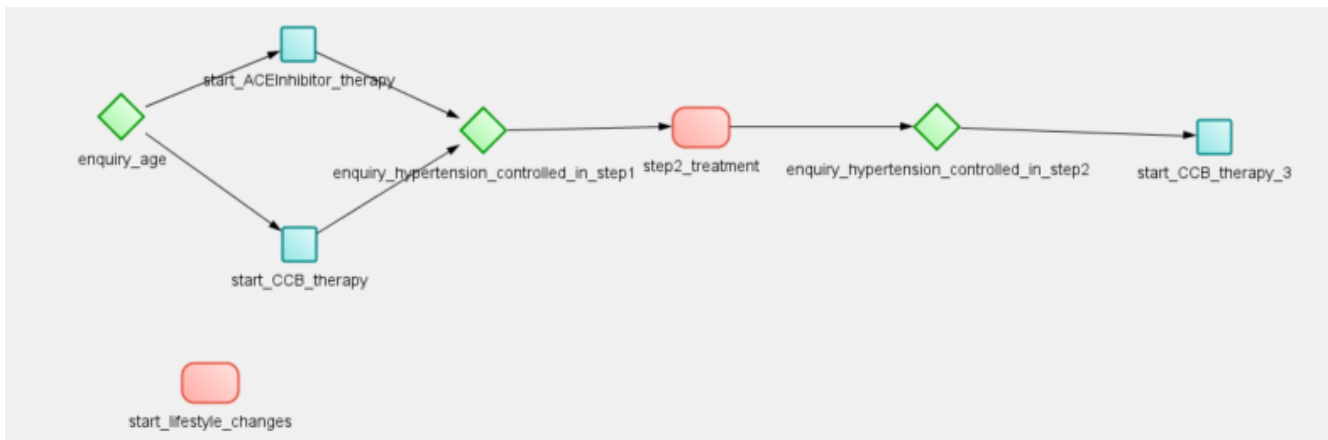 start_ACEInhibitor_therapy
enquiry_age
enquiry_hypertension_controlled_in_step1
step2_treatment
enquiry_hypertension_controlled_in_step2
start_CCB_therapy_3
start_CCB_therapy
start_lifestyle_changes